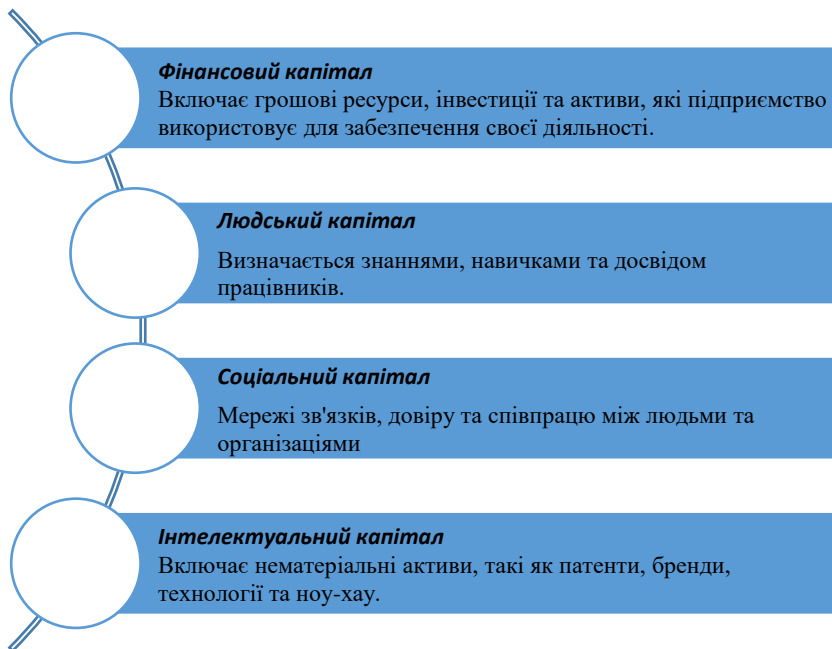 Фінансовий капітал
Включає грошові ресурси, інвестиції та активи, які підприємство
використовує для забезпечення своєї діяльності.
Людський капітал
Визначається знаннями, навичками та досвідом
працівників.
Соціальний капітал
Мережі зв'язків, довіру та співпрацю між людьми та
організаціями
Інтелектуальний капітал
Включає нематеріальні активи, такі як патенти, бренди,
технології та ноу-хау.